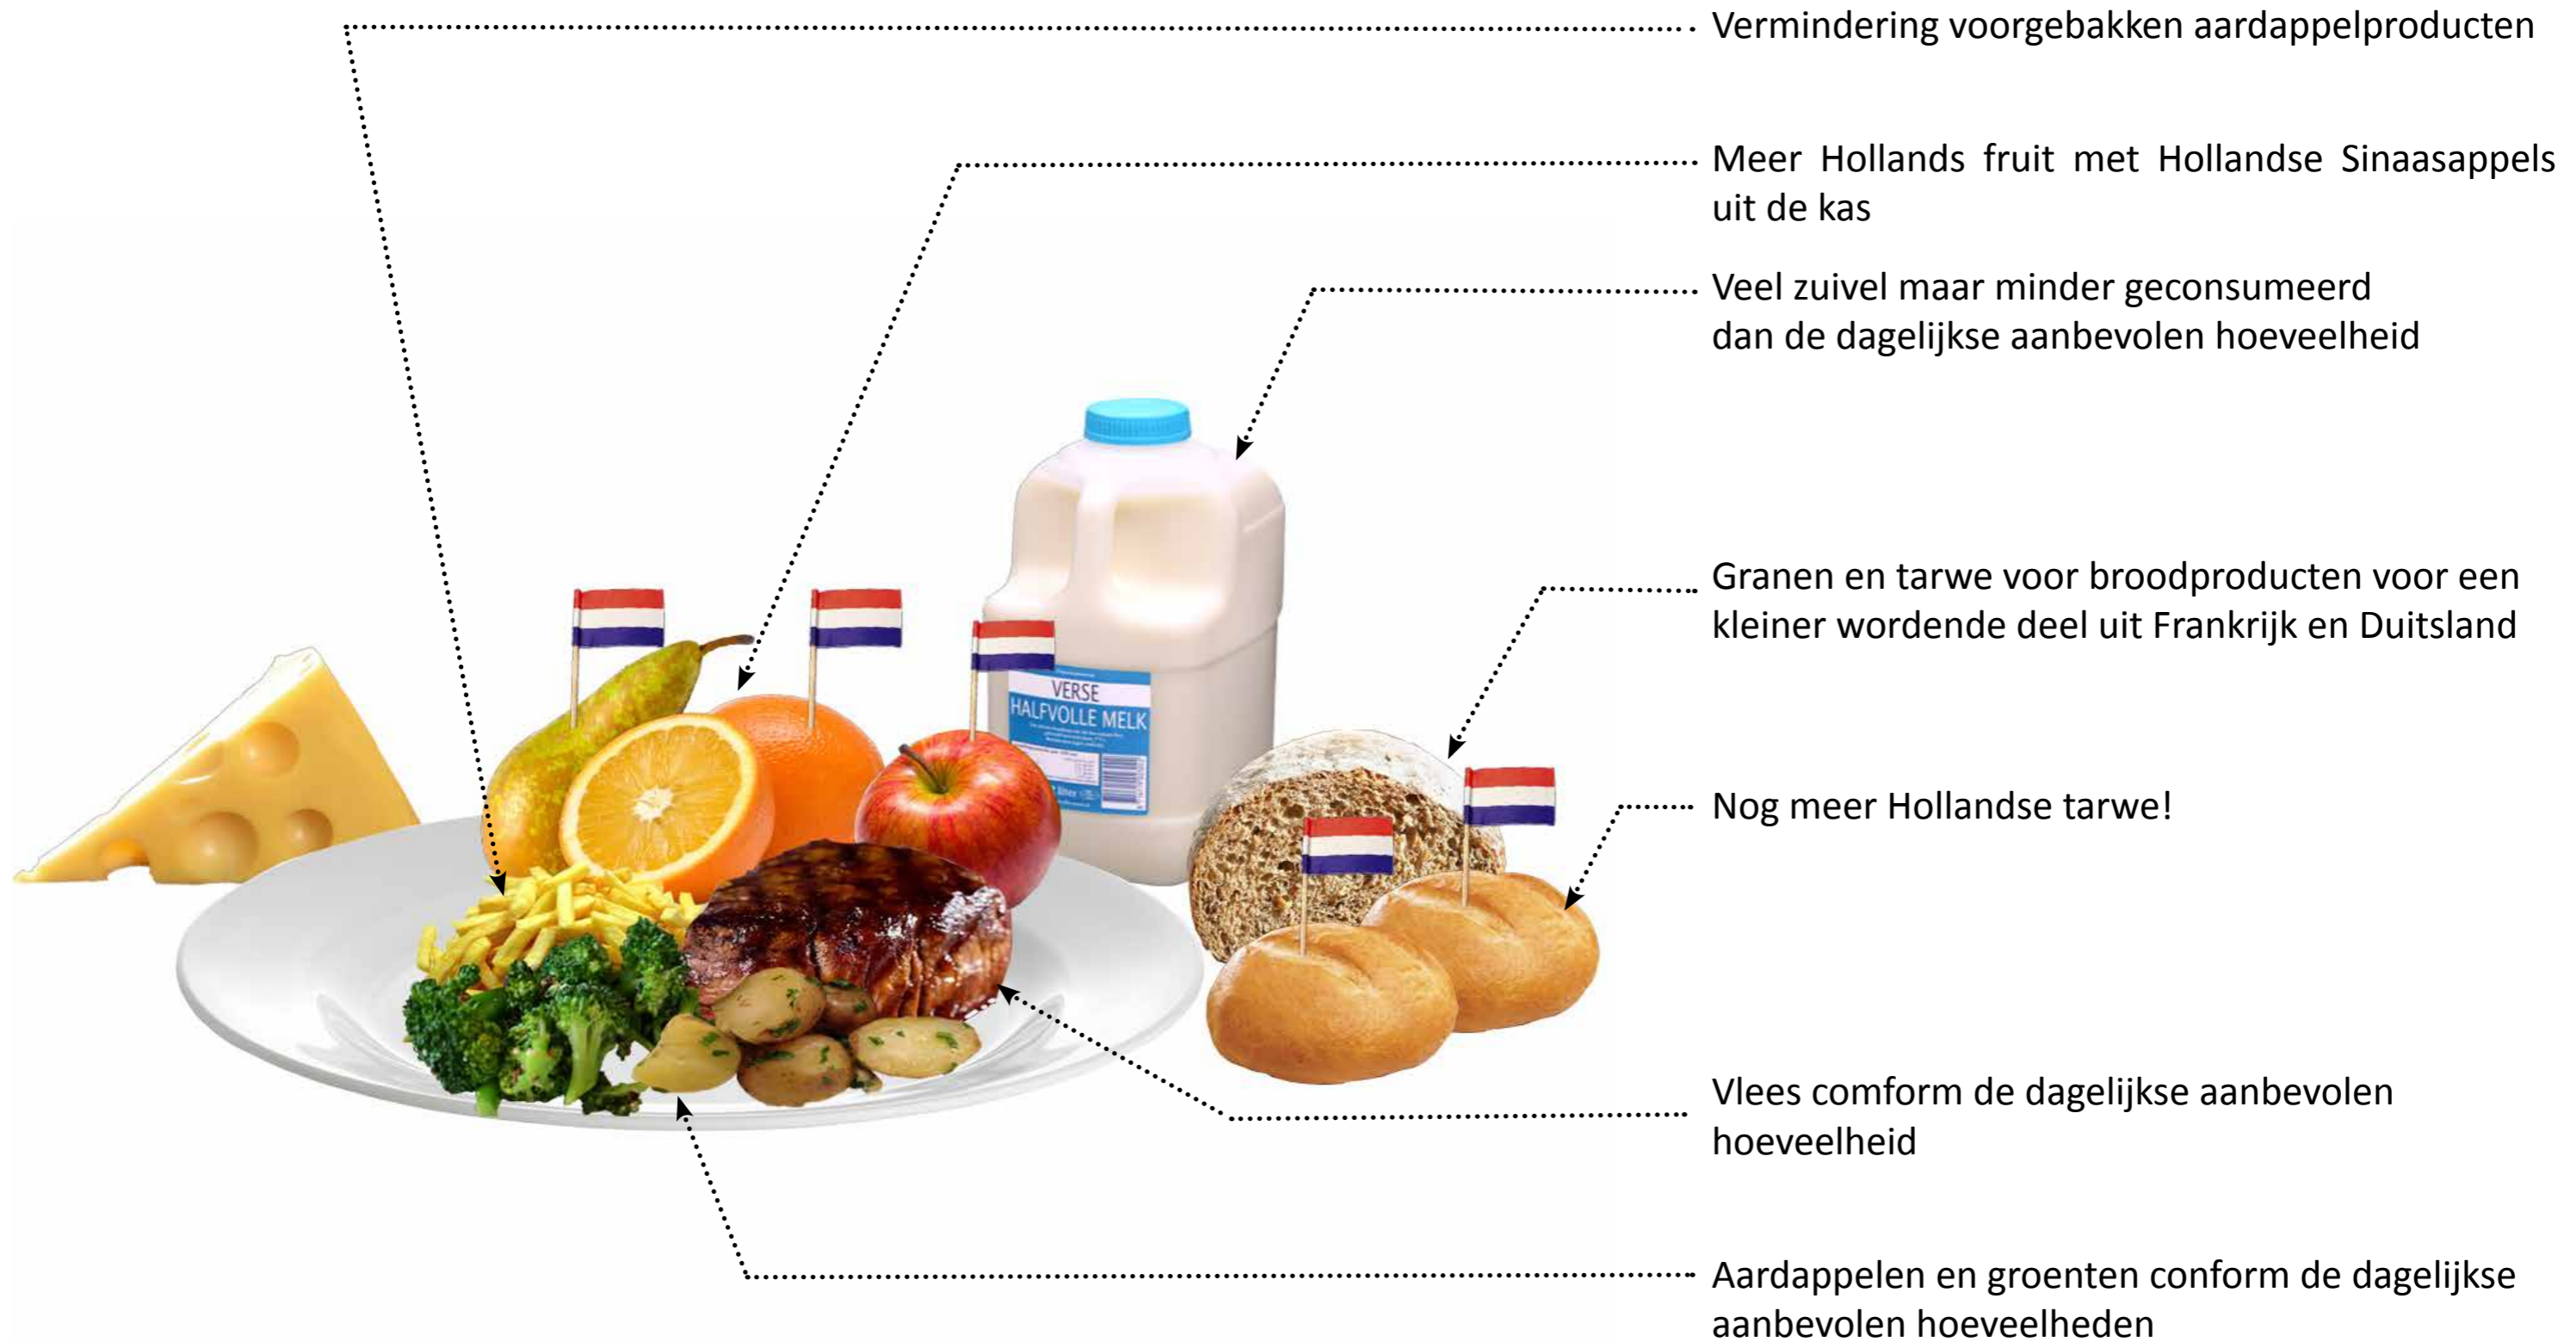 Vermindering voorgebakken aardappelproducten
Meer Hollands fruit met Hollandse Sinaasappels
uit de kas
Veel zuivel maar minder geconsumeerd
dan de dagelijkse aanbevolen hoeveelheid
Granen en tarwe voor broodproducten voor een
kleiner wordende deel uit Frankrijk en Duitsland
VERSE
HALFVOLLE MELK
liter
Nog meer Hollandse tarwe!
Vlees comform de dagelijkse aanbevolen
hoeveelheid
Aardappelen en groenten conform de dagelijkse
aanbevolen hoeveelheden